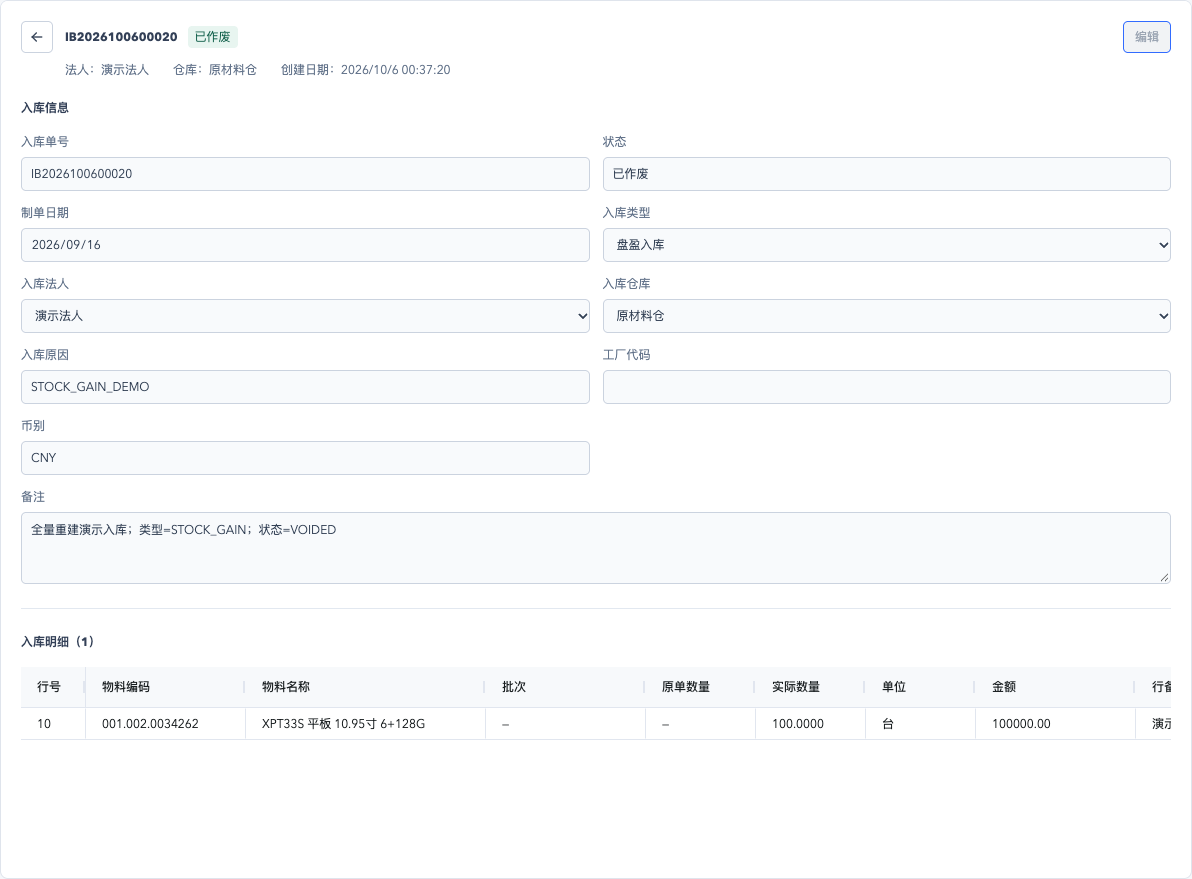 IB2026100600020 已作废 编辑
法人：演示法人 仓库：原材料仓 创建日期：2026/10/6 00:37:20
入库信息
入库单号 状态
IB2026100600020 已作废
制单日期 入库类型
2026/09/16 盘盈入库
入库法人 入库仓库
演示法人 原材料仓
入库原因 工厂代码
STOCK_GAIN_DEMO
币别
CNY
备注
全量重建演示入库；类型=STOCK_GAIN；状态=VOIDED
入库明细（1）
行号 物料编码 物料名称 批次 原单数量 实际数量 单位 金额 行备
10 001.002.0034262 XPT33S 平板 10.95寸 6+128G – – 100.0000 台 100000.00 演示